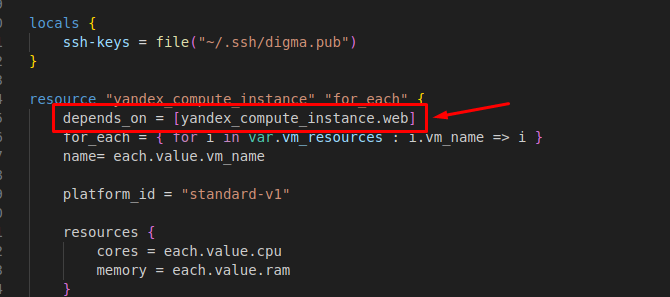 locals {
ssh-keys = file("~/.ssh/digma.pub")
}
resource "yandex_compute_instance" "for_each" {
depends_on = [yandex_compute_instance.web]
for_each = { for i in var.vm_resources : i.vm_name => i }
name= each.value.vm_name
platform_id = "standard-v1"
resources {
cores = each.value.cpu
memory = each.value.ram
}